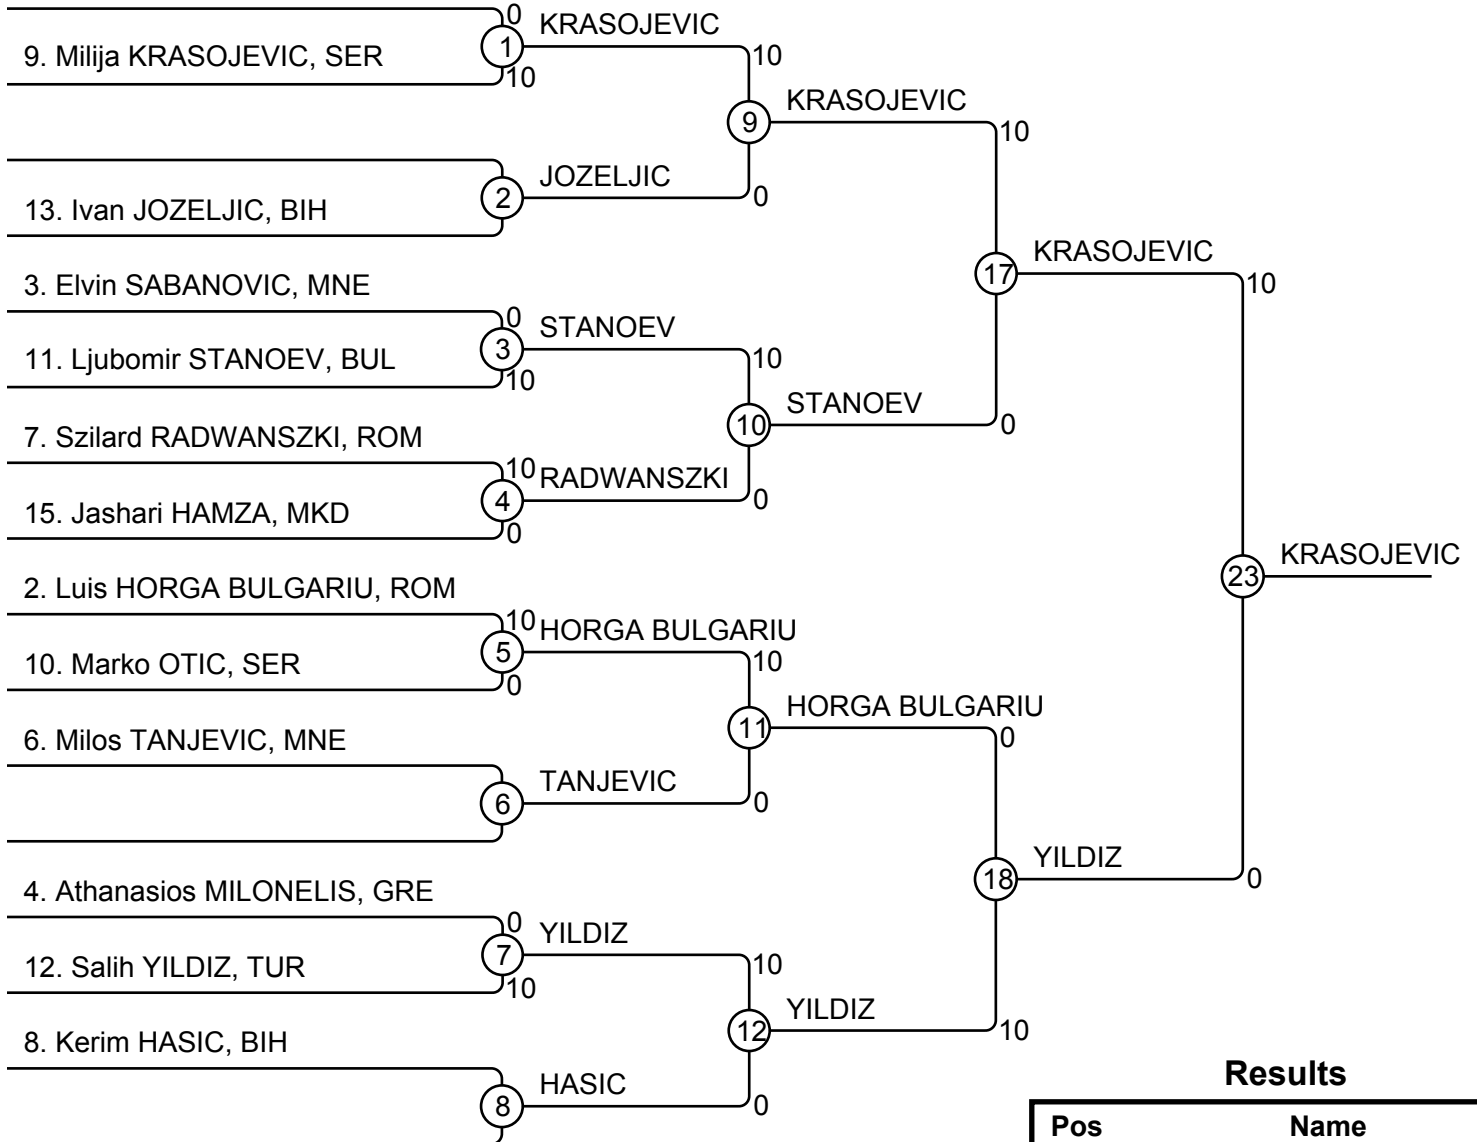 0
KRASOJEVIC
9. Milija KRASOJEVIC, SER
1
10
10
KRASOJEVIC
9
10
JOZELJIC
2
0
13. Ivan JOZELJIC, BIH
KRASOJEVIC
17
10
3. Elvin SABANOVIC, MNE
0
STANOEV
3
11. Ljubomir STANOEV, BUL
10
10
STANOEV
10
0
7. Szilard RADWANSZKI, ROM
10
RADWANSZKI
4
0
15. Jashari HAMZA, MKD
0
KRASOJEVIC
23
2. Luis HORGA BULGARIU, ROM
10
HORGA BULGARIU
5
10
10. Marko OTIC, SER
0
HORGA BULGARIU
11
0
6. Milos TANJEVIC, MNE
TANJEVIC
6
0
YILDIZ
18
0
4. Athanasios MILONELIS, GRE
0
YILDIZ
7
10
12. Salih YILDIZ, TUR
10
YILDIZ
12
10
8. Kerim HASIC, BIH
HASIC
8
0
Results
Pos Name